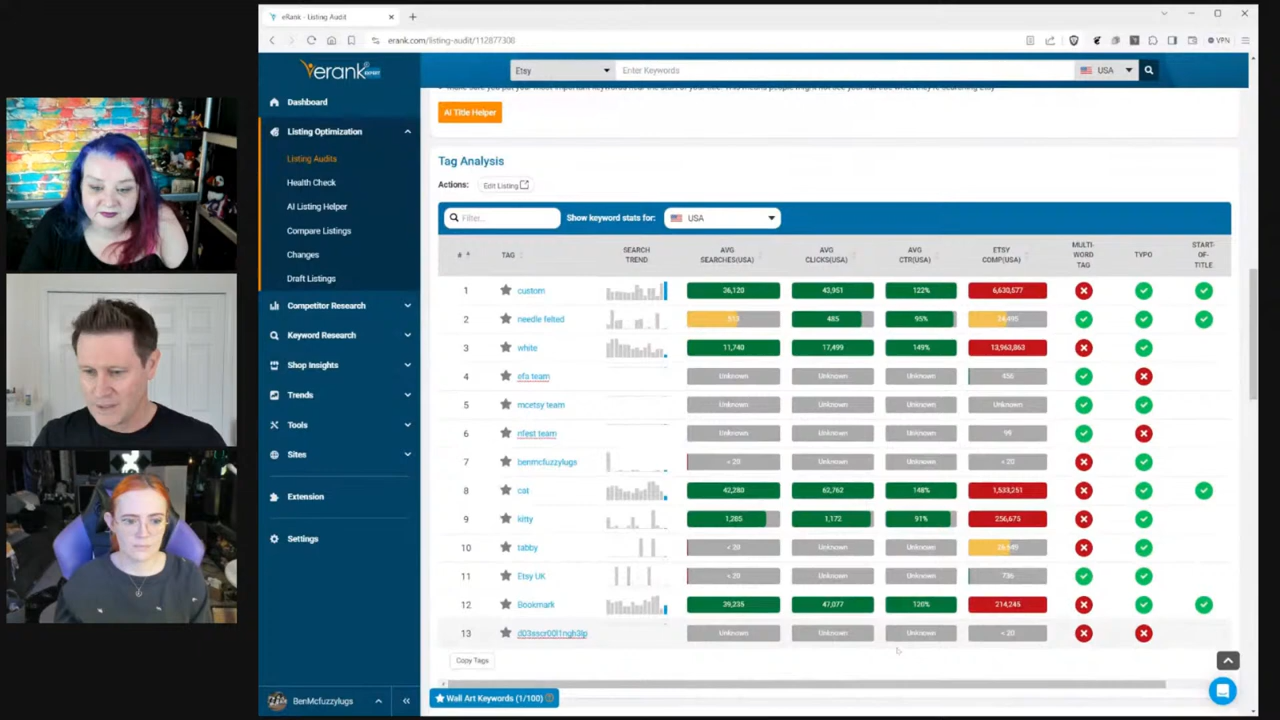 eRank - Listing Audit
erank.com/listing-audit/112877308
VPN
erank EXPERT
Etsy
Enter Keywords
USA
Dashboard
Listing Optimization
Listing Audits
Health Check
AI Listing Helper
Compare Listings
Changes
Draft Listings
Competitor Research
Keyword Research
Shop Insights
Trends
Tools
Sites
Extension
Settings
BenMcfuzzylugs
AI Title Helper
Tag Analysis
Actions: Edit Listing
Filter... Show keyword stats for: USA
# TAG SEARCH TREND AVG SEARCHES(USA) AVG CLICKS(USA) AVG CTR(USA) ETSY COMP(USA) MULTI-WORD TAG TYPO START-OF-TITLE
1 custom 36,120 43,951 122% 6,630,577
2 needle felted 513 485 95% 24,495
3 white 11,740 17,499 149% 13,963,863
4 efa team Unknown Unknown Unknown 456
5 mcetsy team Unknown Unknown Unknown Unknown
6 nfest team Unknown Unknown Unknown 99
7 benmcfuzzylugs < 20 Unknown Unknown < 20
8 cat 42,280 62,762 148% 1,533,251
9 kitty 1,285 1,172 91% 256,675
10 tabby < 20 Unknown Unknown
11 Etsy UK < 20 Unknown Unknown 736
12 Bookmark 39,235 47,077 120% 214,245
13 Unknown Unknown Unknown < 20
Copy Tags
Wall Art Keywords (1/100)